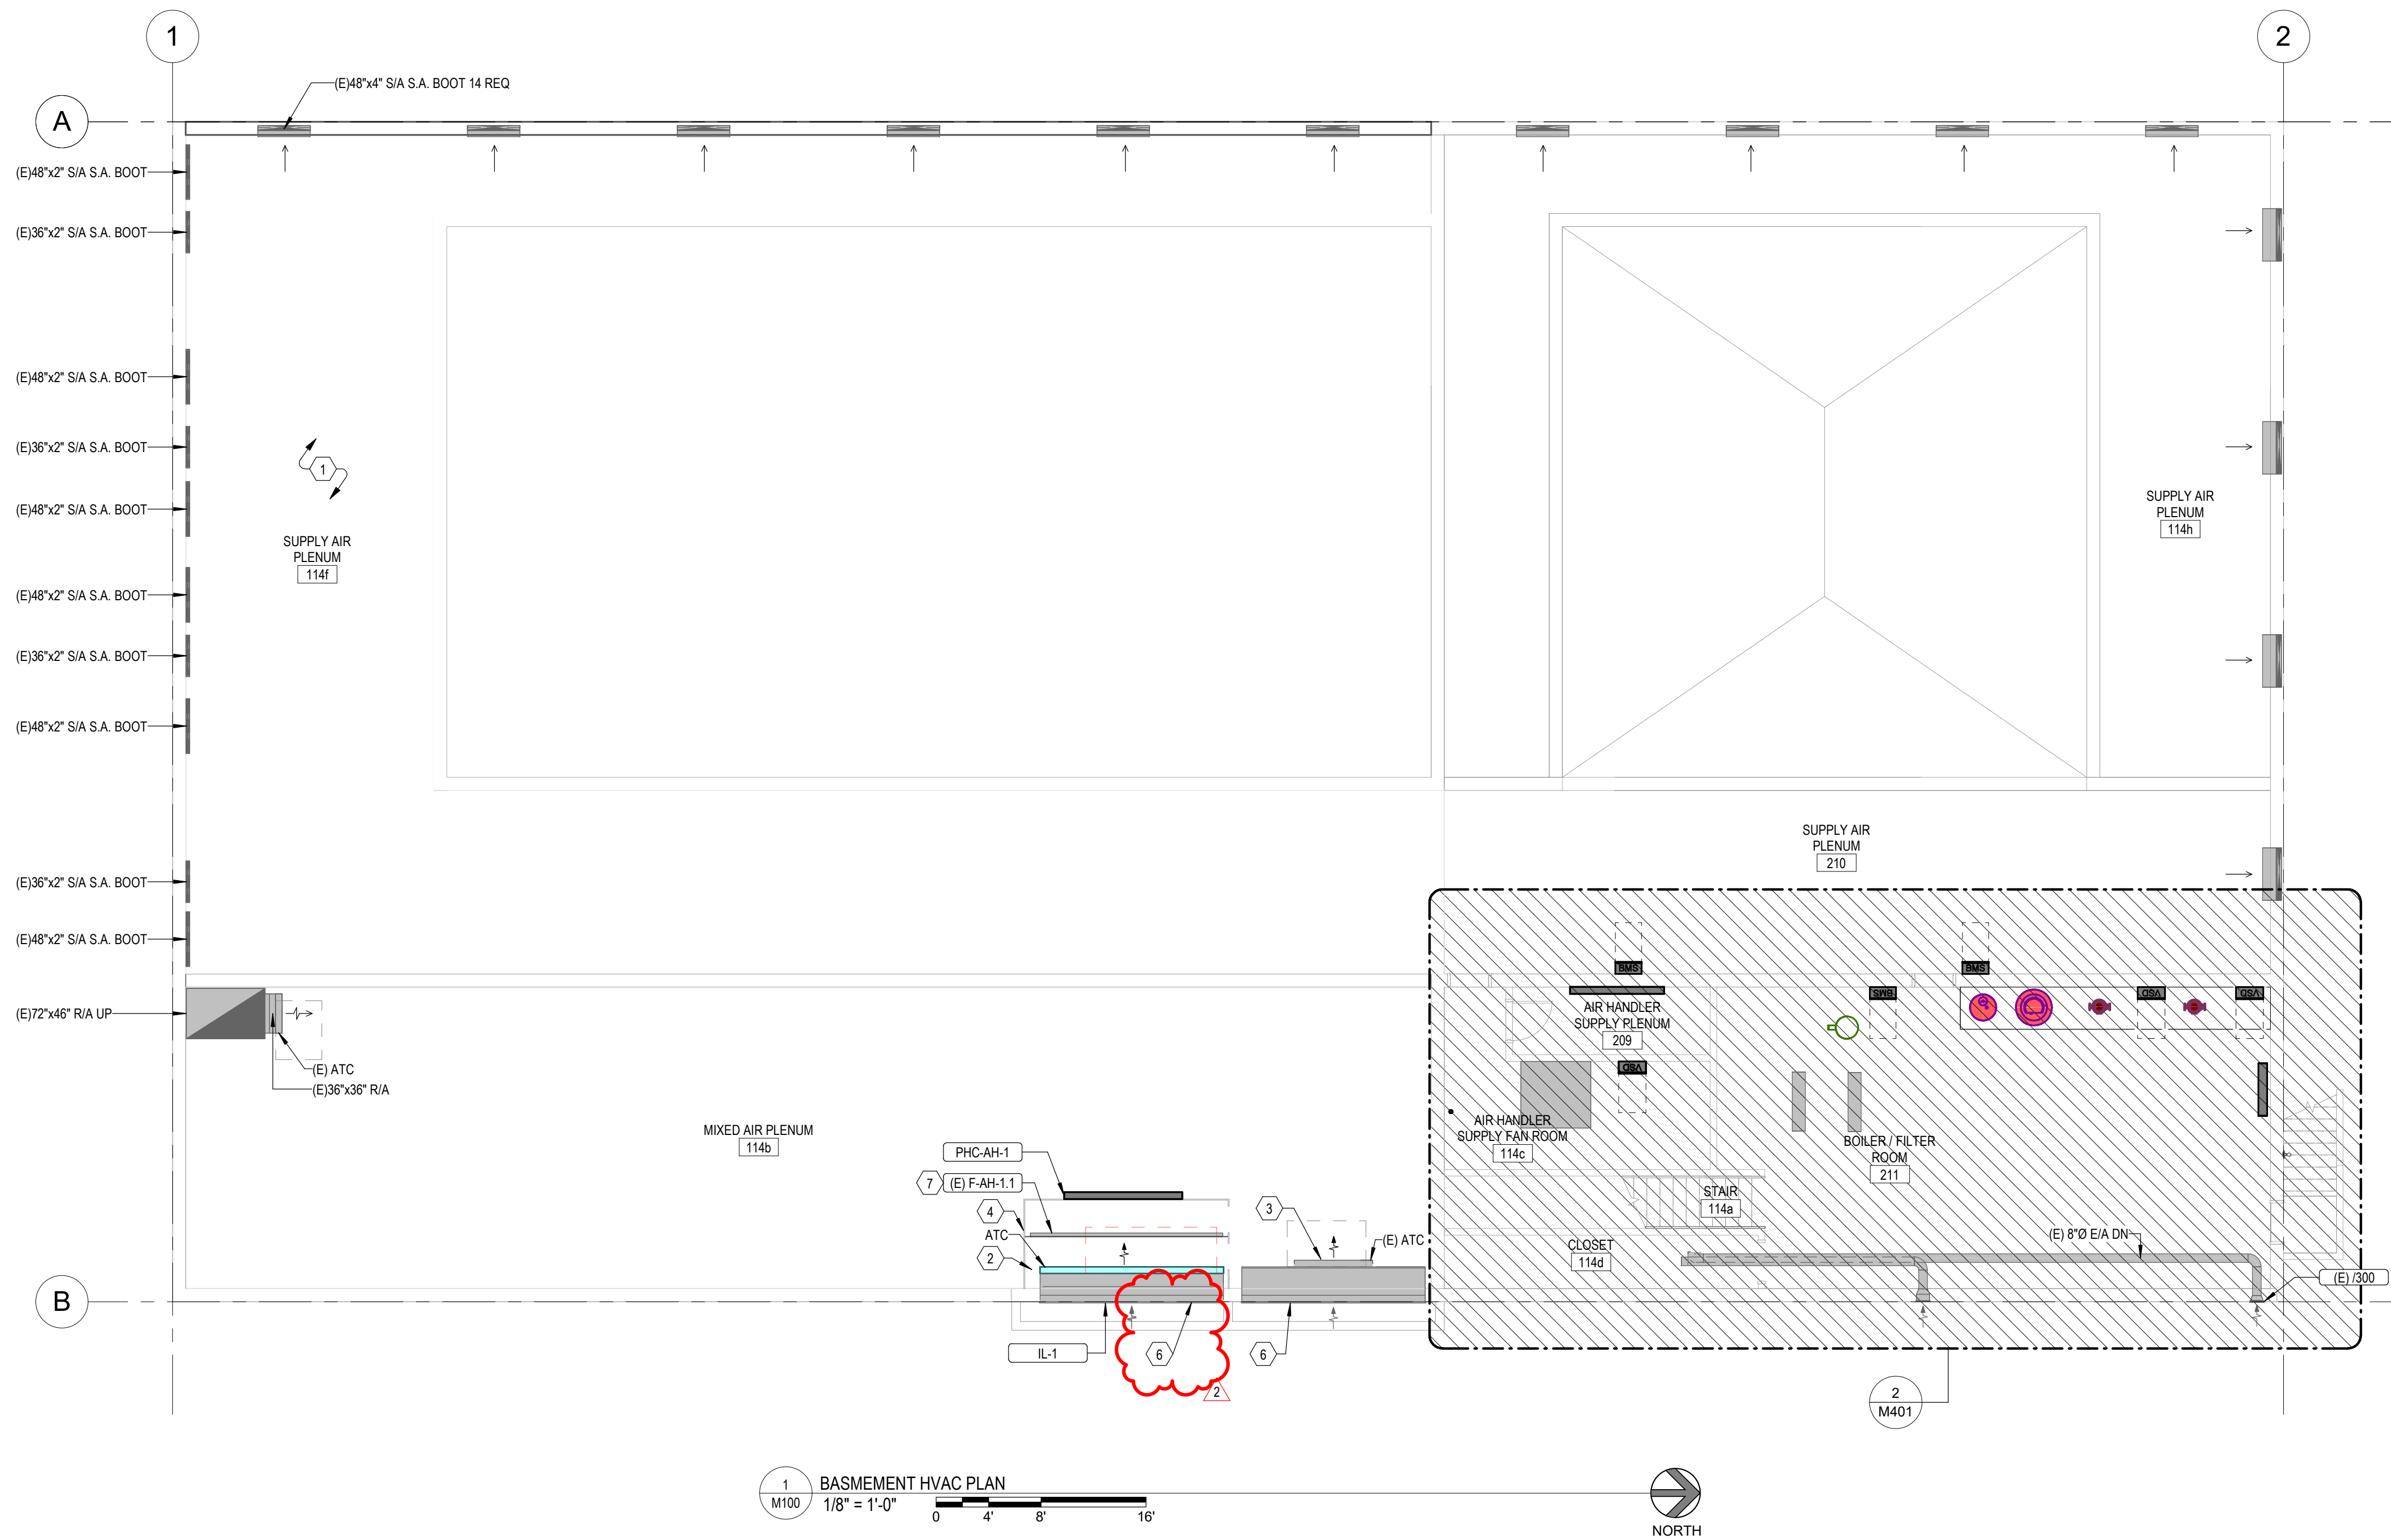 1
2
A
(E)48"x4" S/A S.A. BOOT 14 REQ
(E)48"x2" S/A S.A. BOOT
(E)36"x2" S/A S.A. BOOT
(E)48"x2" S/A S.A. BOOT
(E)36"x2" S/A S.A. BOOT
1
(E)48"x2" S/A S.A. BOOT
SUPPLY AIR
PLENUM
114h
SUPPLY AIR
PLENUM
114f
(E)48"x2" S/A S.A. BOOT
(E)36"x2" S/A S.A. BOOT
(E)48"x2" S/A S.A. BOOT
SUPPLY AIR
PLENUM
210
(E)36"x2" S/A S.A. BOOT
(E)48"x2" S/A S.A. BOOT
BMS
BMS
BMS
VSD
VSD
(E)72"x46" R/A UP
AIR HANDLER
SUPPLY PLENUM
209
VSD
(E) ATC
(E)36"x36" R/A
MIXED AIR PLENUM
114b
AIR HANDLER
SUPPLY FAN ROOM
114c
BOILER / FILTER
ROOM
211
PHC-AH-1
7
(E) F-AH-1.1
STAIR
114a
4
3
ATC
(E) ATC
2
CLOSET
114d
(E) 8"Ø E/A DN
(E) /300
B
IL-1
6
6
2
2
M401
1
M100
BASMEMENT HVAC PLAN
1/8" = 1'-0"
0
4'
8'
16'
NORTH